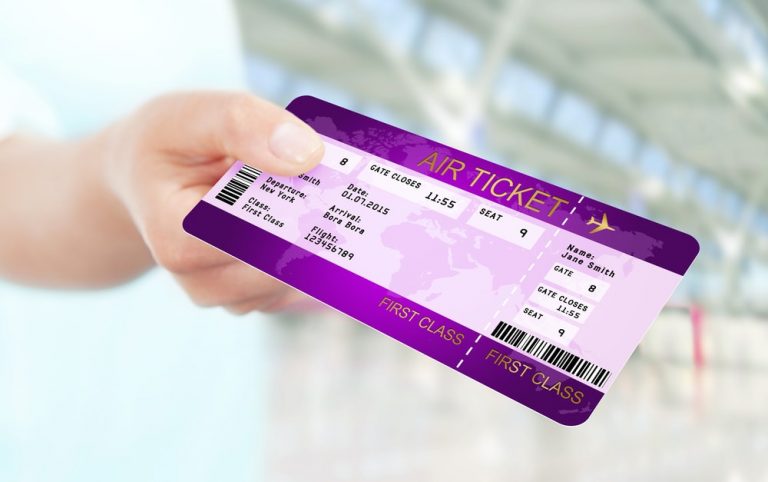 AIR TICKET
8
GATE CLOSES 11:55
SEAT 9
Smith
Departure:
New York
Class:
First Class
Date:
01.07.2015
Arrival:
Bora Bora
Flight:
123456789
FIRST CLASS
Name:
Jane Smith
GATE 8
GATE CLOSES
11:55
SEAT 9
FIRST CLASS